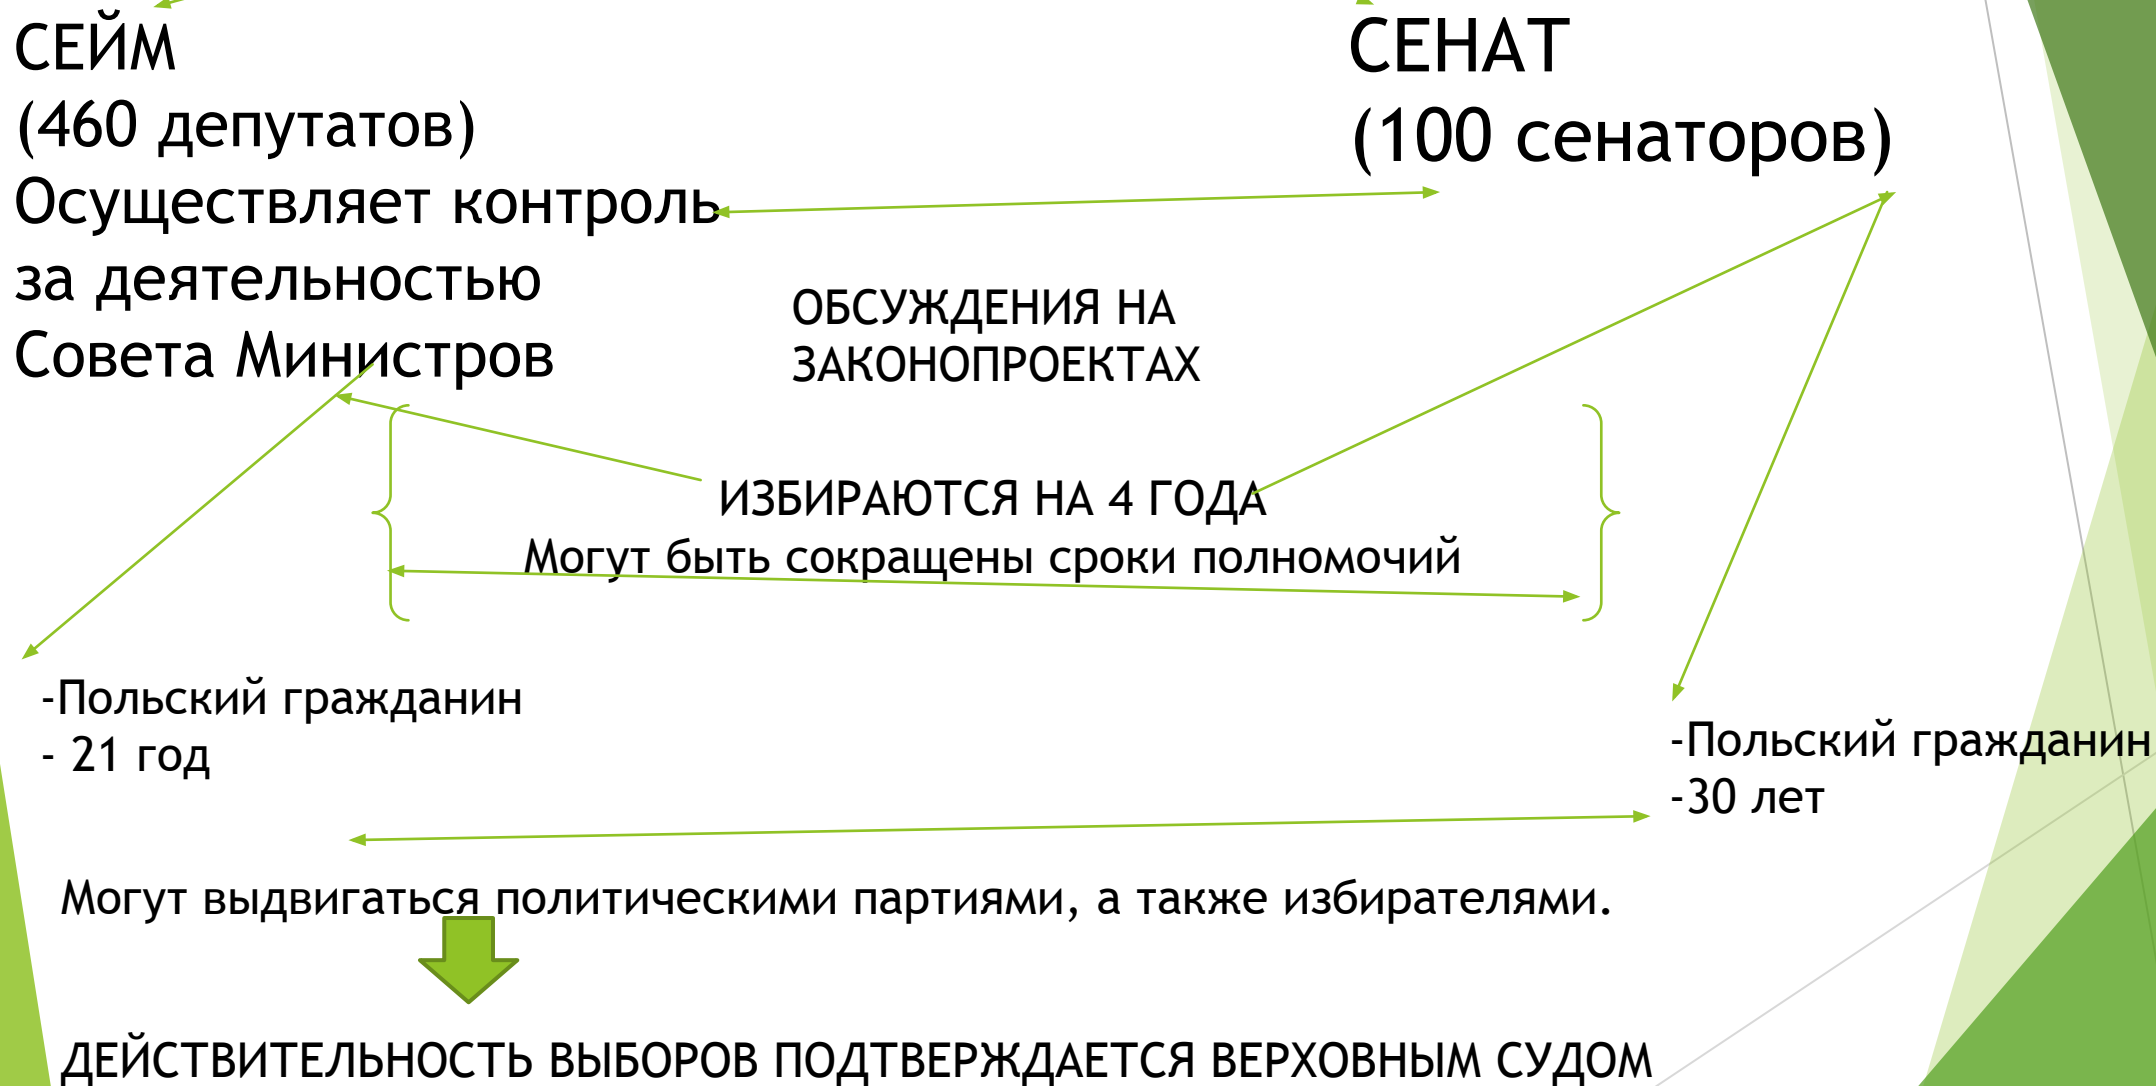 СЕЙМ
(460 депутатов)
Осуществляет контроль
за деятельностью
Совета Министров
СЕНАТ
(100 сенаторов)
ОБСУЖДЕНИЯ НА
ЗАКОНОПРОЕКТАХ
ИЗБИРАЮТСЯ НА 4 ГОДА
Могут быть сокращены сроки полномочий
-Польский гражданин
- 21 год
-Польский гражданин
-30 лет
Могут выдвигаться политическими партиями, а также избирателями.
ДЕЙСТВИТЕЛЬНОСТЬ ВЫБОРОВ ПОДТВЕРЖДАЕТСЯ ВЕРХОВНЫМ СУДОМ